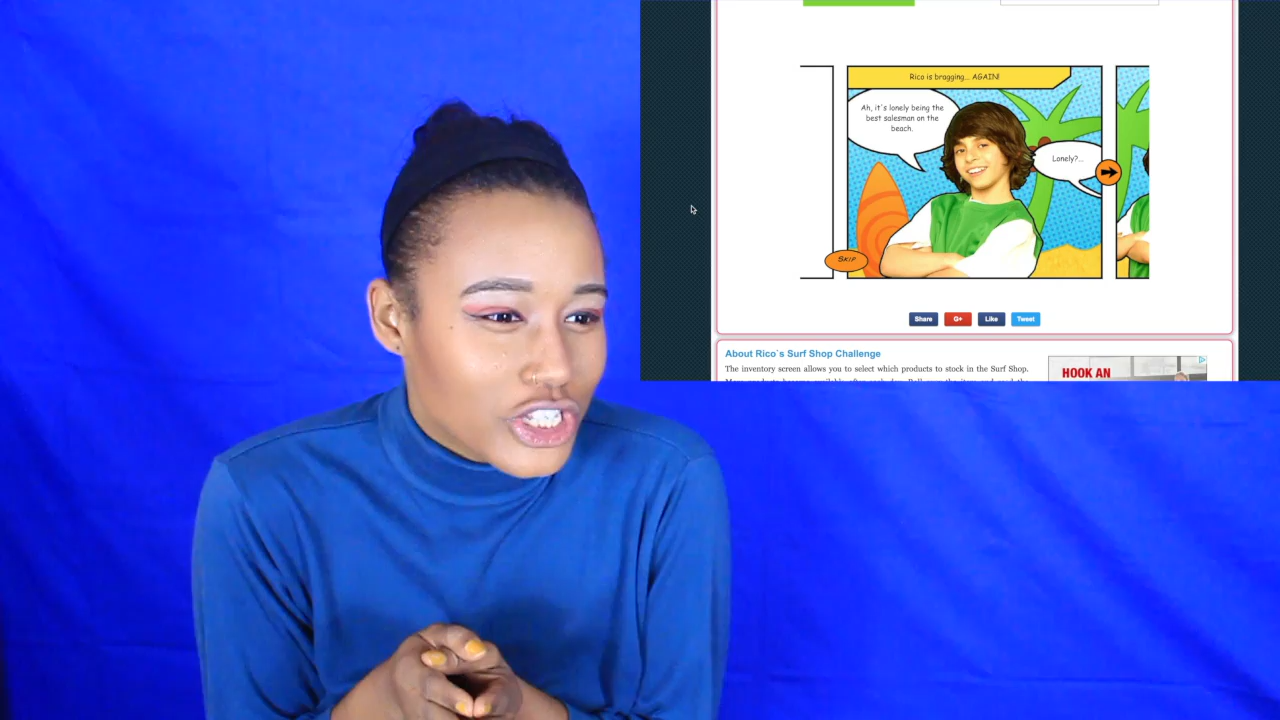 Rico is bragging... AGAIN!
Ah, it's lonely being the
best salesman on the
beach.
Lonely?...
SKIP
Share
G+
Like
Tweet
About Rico`s Surf Shop Challenge
The inventory screen allows you to select which products to stock in the Surf Shop.
HOOK AN